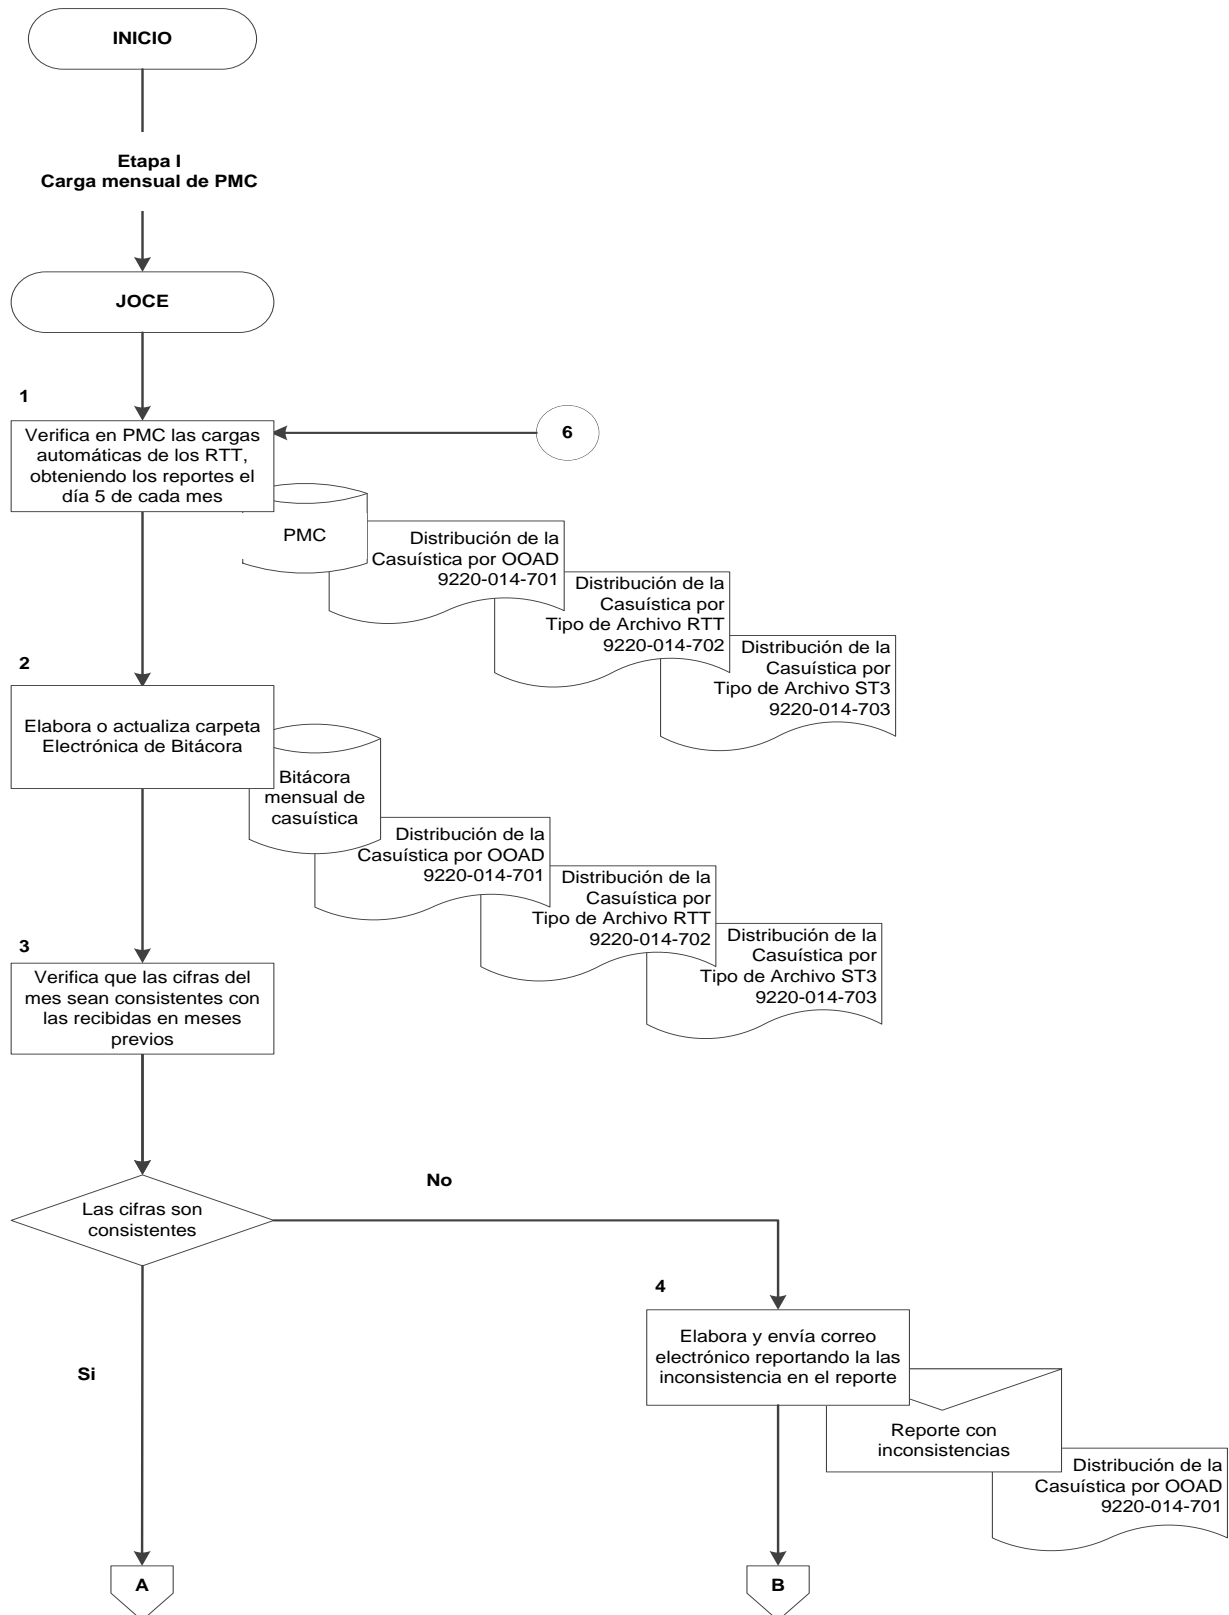 INICIO
Etapa I
Carga mensual de PMC
JOCE
1
Verifica en PMC las cargas
automáticas de los RTT,
obteniendo los reportes el
día 5 de cada mes
6
PMC
Distribución de la
Casuística por OOAD
9220-014-701
Distribución de la
Casuística por
Tipo de Archivo RTT
9220-014-702
Distribución de la
Casuística por
Tipo de Archivo ST3
9220-014-703
2
Elabora o actualiza carpeta
Electrónica de Bitácora
Bitácora
mensual de
casuística
Distribución de la
Casuística por OOAD
9220-014-701
Distribución de la
Casuística por
Tipo de Archivo RTT
9220-014-702
Distribución de la
Casuística por
Tipo de Archivo ST3
9220-014-703
3
Verifica que las cifras del
mes sean consistentes con
las recibidas en meses
previos
Las cifras son
consistentes
No
Si
4
Elabora y envía correo
electrónico reportando la las
inconsistencia en el reporte
Reporte con
inconsistencias
Distribución de la
Casuística por OOAD
9220-014-701
A
B